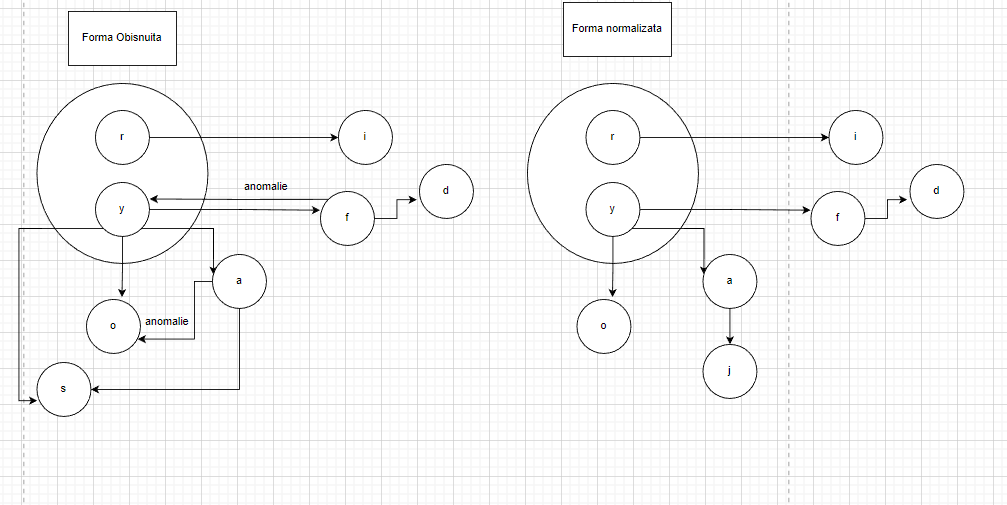 Forma Obisnuita
Forma normalizata
r
i
r
i
anomalie
d
d
y
f
y
f
a
a
o
anomalie
o
s
j